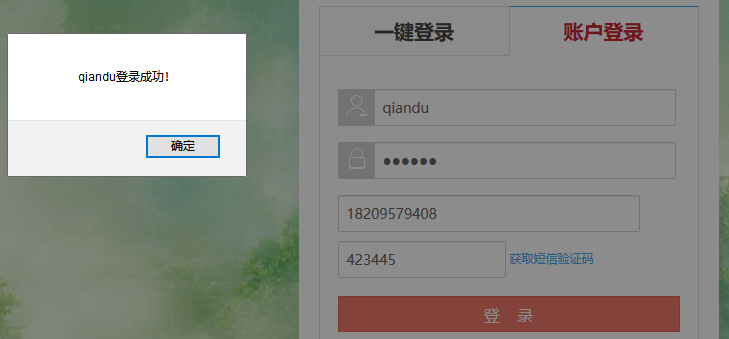 qiandu登录成功！
确定
一键登录
账户登录
qiandu
●●●●●●
18209579408
423445
获取短信验证码
登 录